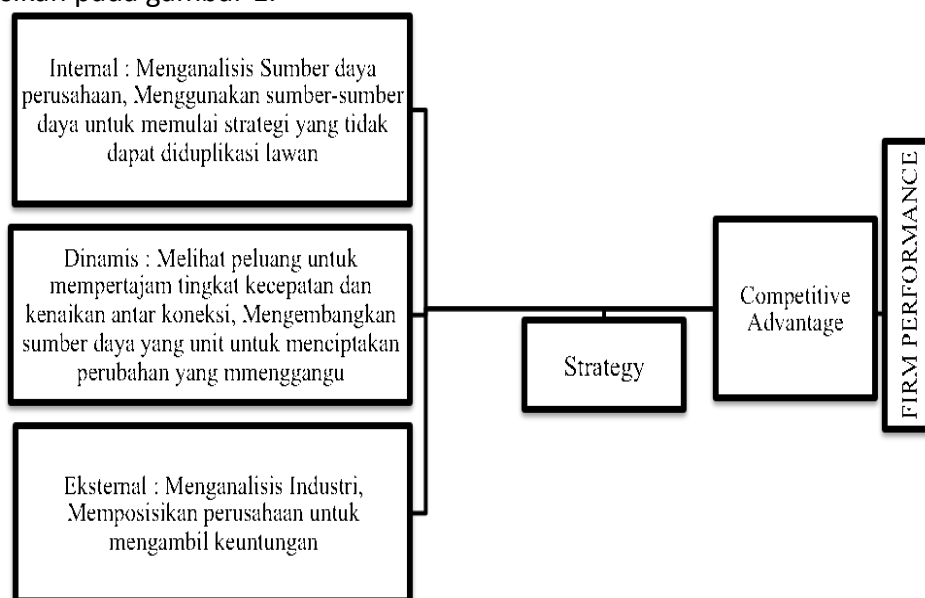 pada gambar
Internal : Menganalisis Sumber daya
perusahaan, Menggunakan sumber-sumber
daya untuk memulai strategi yang tidak
dapat diduplikasi lawan
Dinamis : Melihat peluang untuk
mempertajam tingkat kecepatan dan
kenaikan antar koneksi, Mengembangkan
sumber daya yang unit untuk menciptakan
perubahan yang mmenggangu
Eksternal : Menganalisis Industri,
Memposisikan perusahaan untuk
mengambil keuntungan
Strategy
Competitive
Advantage
FIRM PERFORMANCE